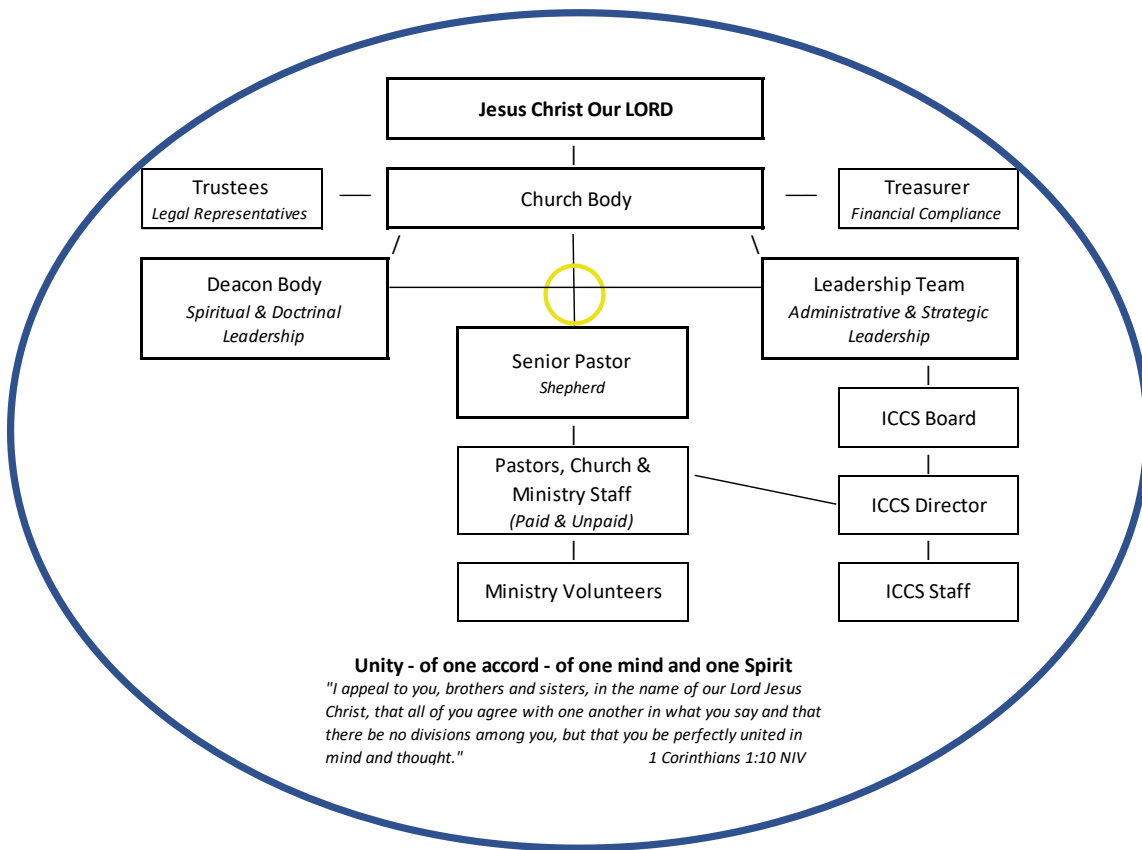 Jesus Christ Our LORD
Trustees
Legal Representatives
Church Body
Treasurer
Financial Compliance
Deacon Body
Spiritual & Doctrinal
Leadership
Leadership Team
Administrative & Strategic
Leadership
Senior Pastor
Shepherd
ICCS Board
Pastors, Church &
Ministry Staff
(Paid & Unpaid)
ICCS Director
Ministry Volunteers
ICCS Staff
Unity - of one accord - of one mind and one Spirit
"I appeal to you, brothers and sisters, in the name of our Lord Jesus
Christ, that all of you agree with one another in what you say and that
there be no divisions among you, but that you be perfectly united in
mind and thought." 1 Corinthians 1:10 NIV